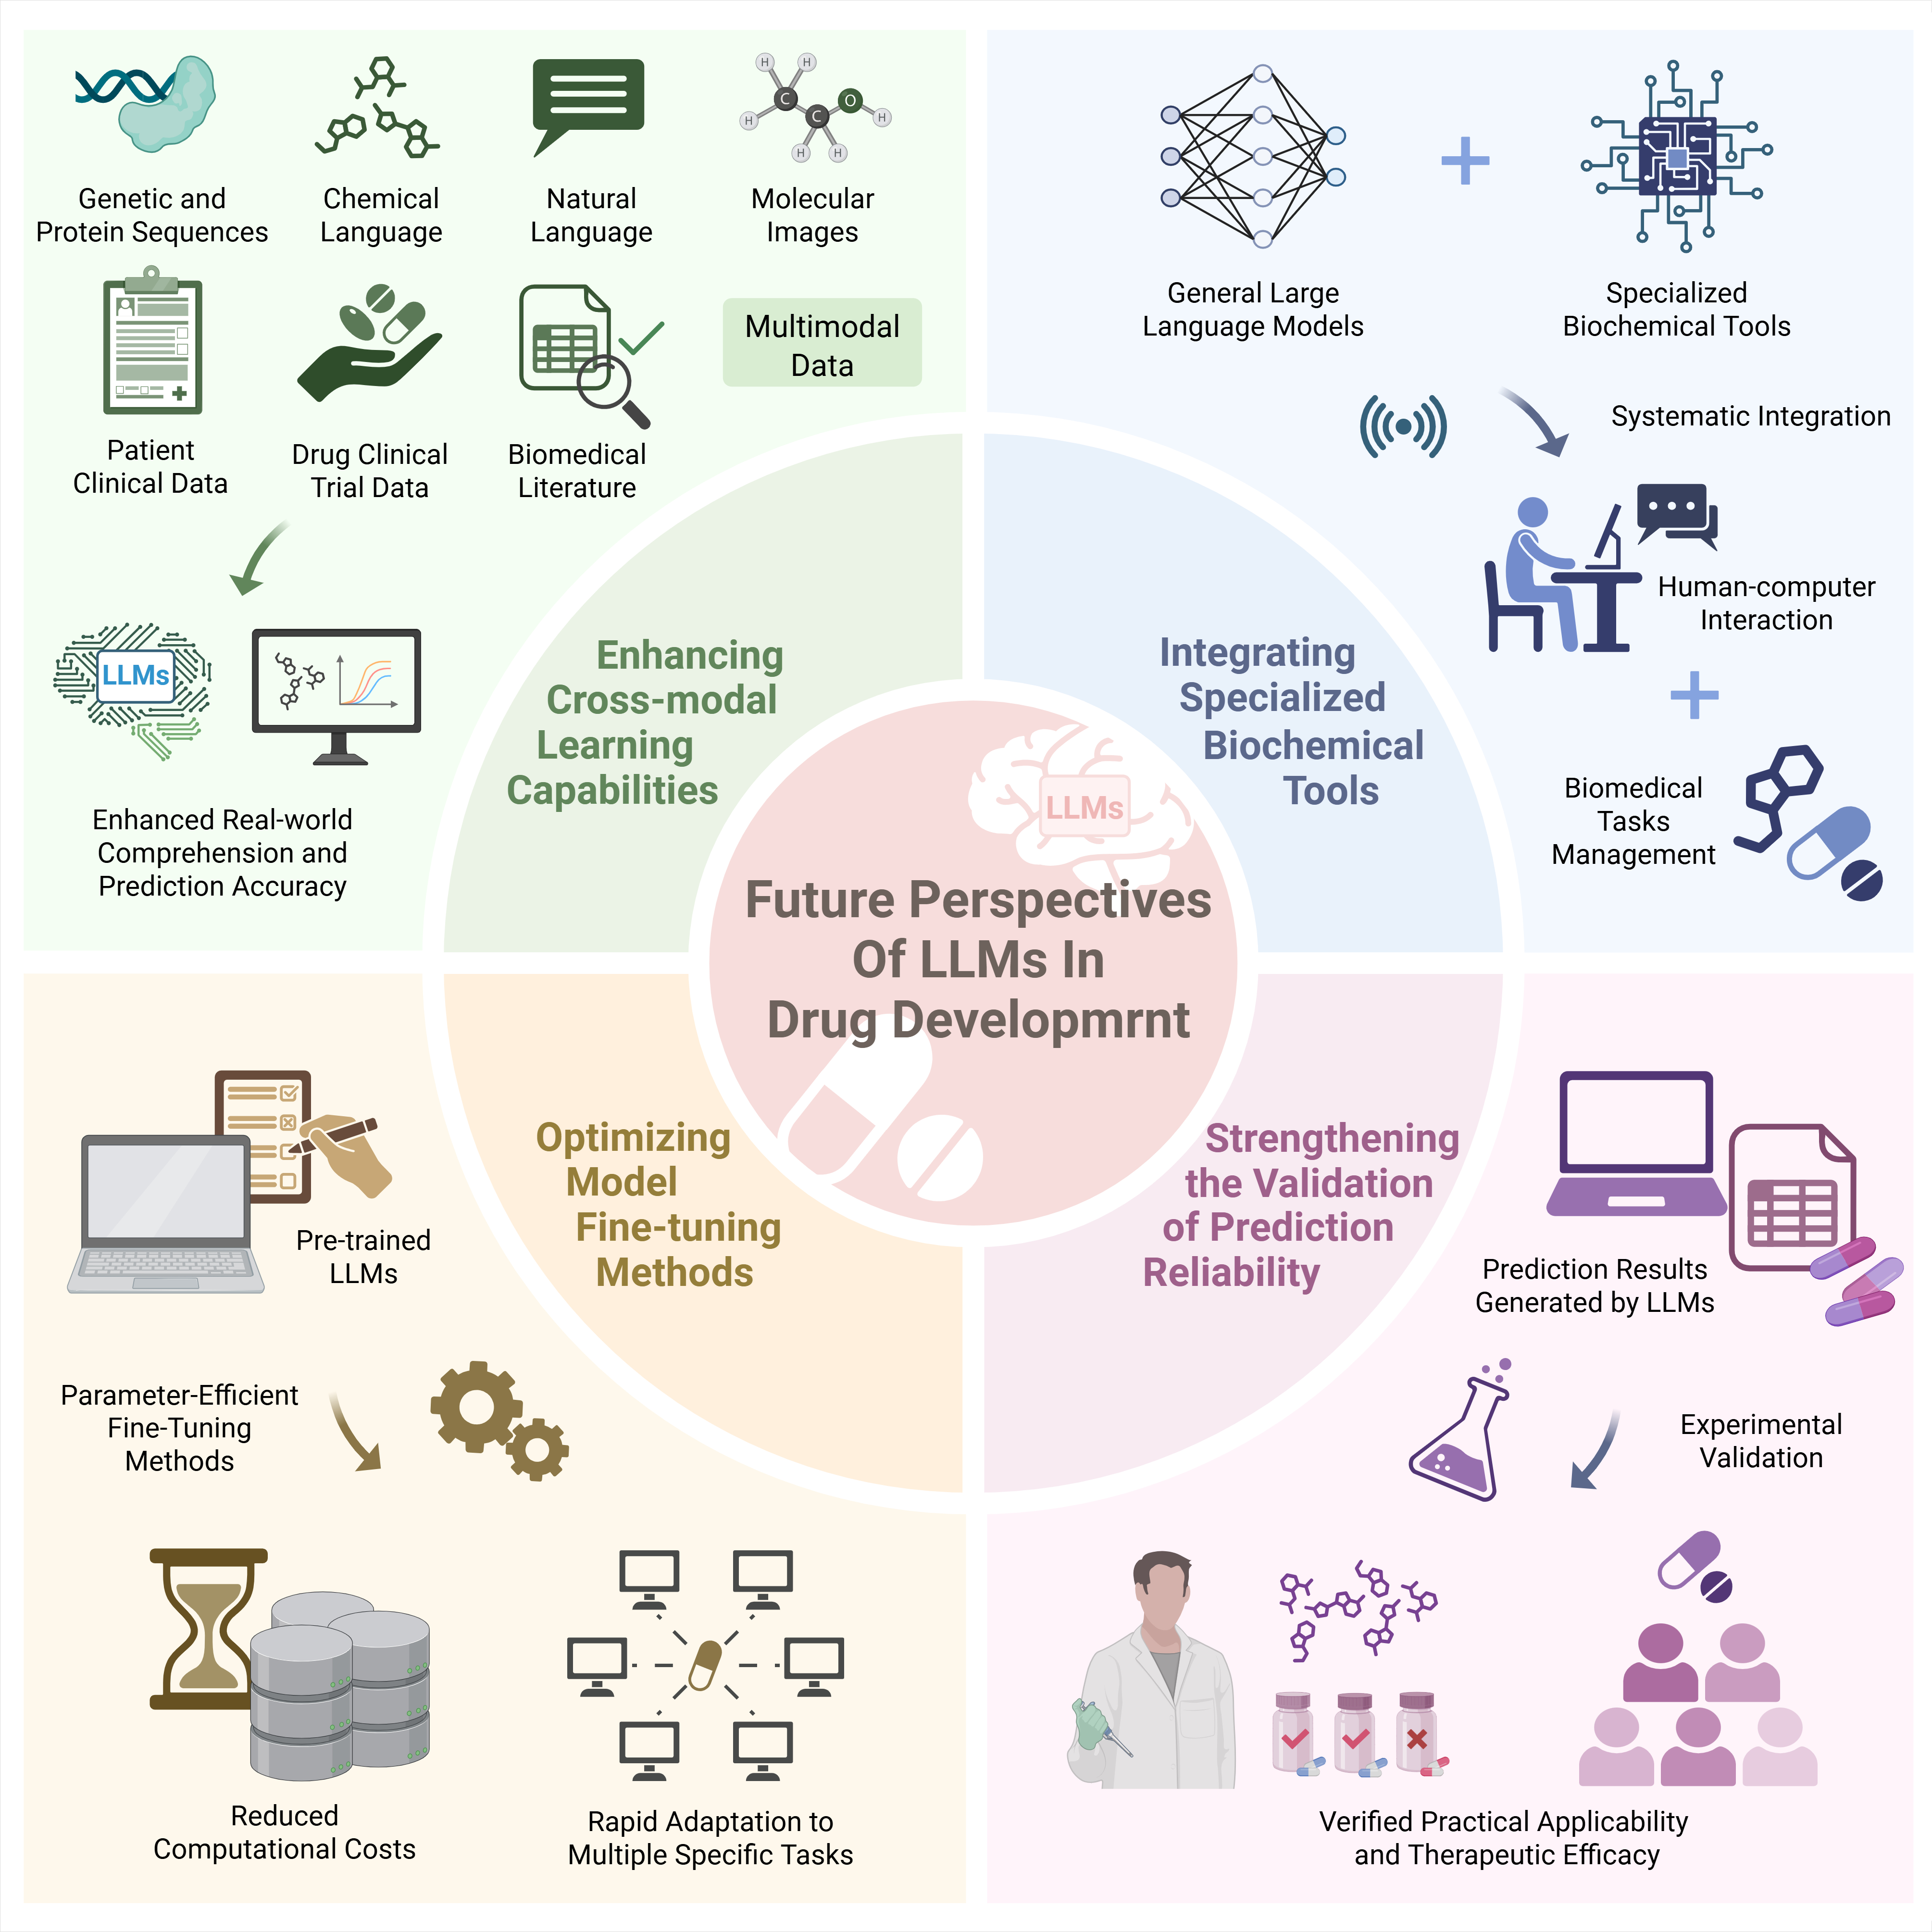 Genetic and
Protein Sequences
Chemical
Language
Natural
Language
H H
C
O
H
C
H
H H
Molecular
Images
Patient
Clinical Data
Drug Clinical
Trial Data
Biomedical
Literature
Multimodal
Data
LLMs
Enhanced Real-world
Comprehension and
Prediction Accuracy
Enhancing
Cross-modal
Learning
Capabilities
General Large
Language Models
Specialized
Biochemical Tools
Systematic Integration
Human-computer
Interaction
Biomedical
Tasks
Management
Integrating
Specialized
Biochemical
Tools
LLMs
Future Perspectives
Of LLMs In
Drug Developmrnt
Optimizing
Model
Fine-tuning
Methods
Pre-trained
LLMs
Parameter-Efficient
Fine-Tuning
Methods
Reduced
Computational Costs
Rapid Adaptation to
Multiple Specific Tasks
Strengthening
the Validation
of Prediction
Reliability
Prediction Results
Generated by LLMs
Experimental
Validation
Verified Practical Applicability
and Therapeutic Efficacy